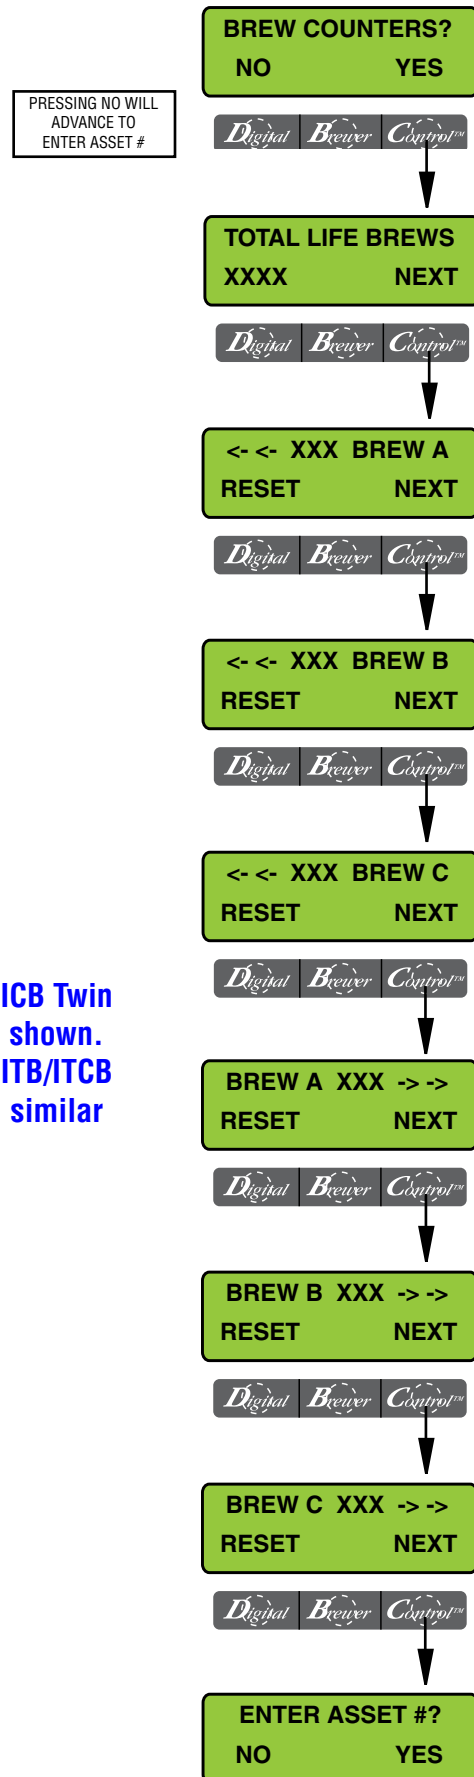 BREW COUNTERS?
NO YES
PRESSING NO WILL
ADVANCE TO
ENTER ASSET #
Digital Brewer Control™
TOTAL LIFE BREWS
XXXX NEXT
Digital Brewer Control™
<- <- XXX BREW A
RESET NEXT
Digital Brewer Control™
<- <- XXX BREW B
RESET NEXT
Digital Brewer Control™
<- <- XXX BREW C
RESET NEXT
Digital Brewer Control™
ICB Twin
shown.
ITB/ITCB
similar
BREW A XXX -> ->
RESET NEXT
Digital Brewer Control™
BREW B XXX -> ->
RESET NEXT
Digital Brewer Control™
BREW C XXX -> ->
RESET NEXT
Digital Brewer Control™
ENTER ASSET #?
NO YES